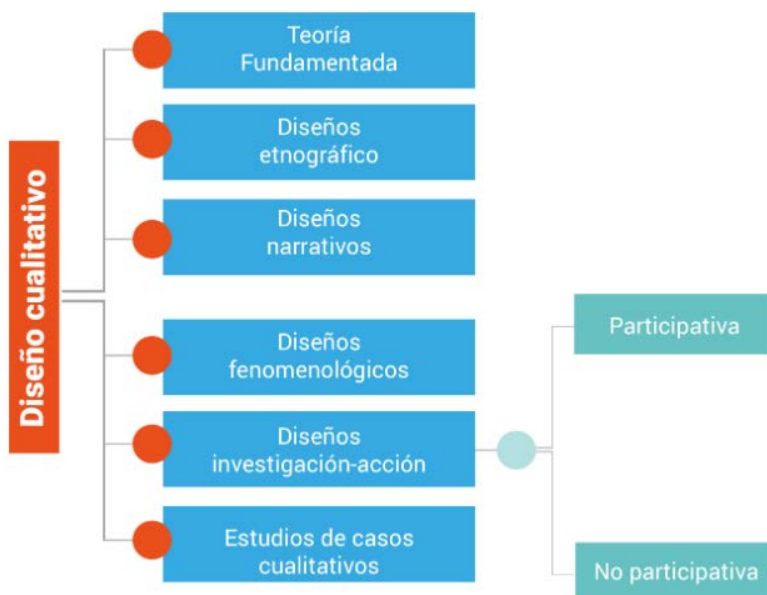 Diseño cualitativo
Teoría
Fundamentada
Diseños
etnográfico
Diseños
narrativos
Diseños
fenomenológicos
Diseños
investigación-acción
Estudios de casos
cualitativos
Participativa
No participativa